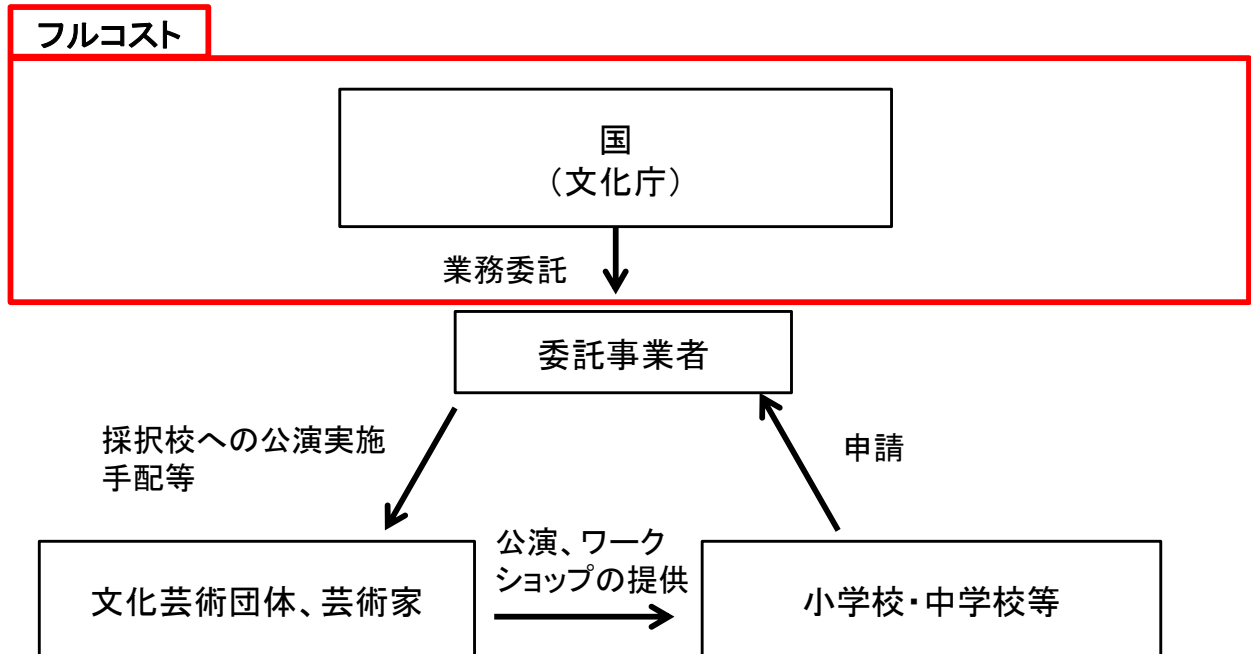 フルコスト
国
（文化庁）
業務委託
委託事業者
採択校への公演実施
手配等
申請
公演、ワーク
ショップの提供
文化芸術団体、芸術家
小学校・中学校等